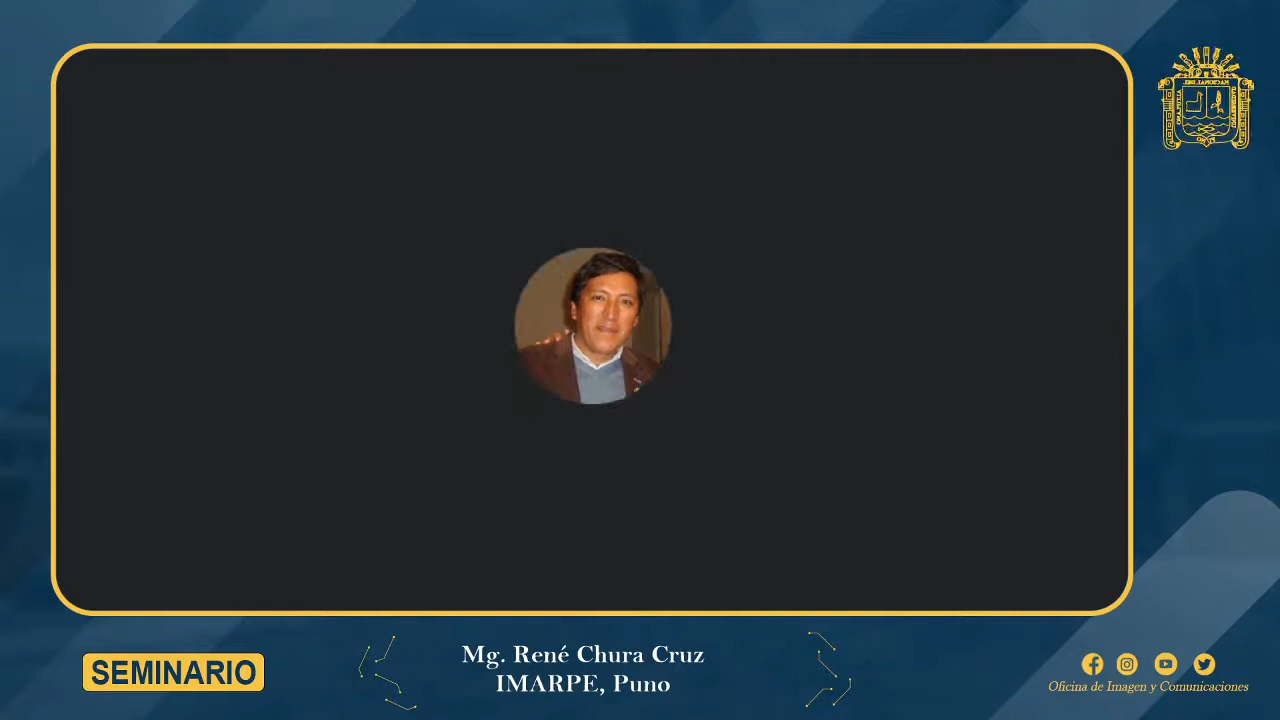 SEMINARIO
Mg. René Chura Cruz
IMARPE, Puno
Oficina de Imagen y Comunicaciones